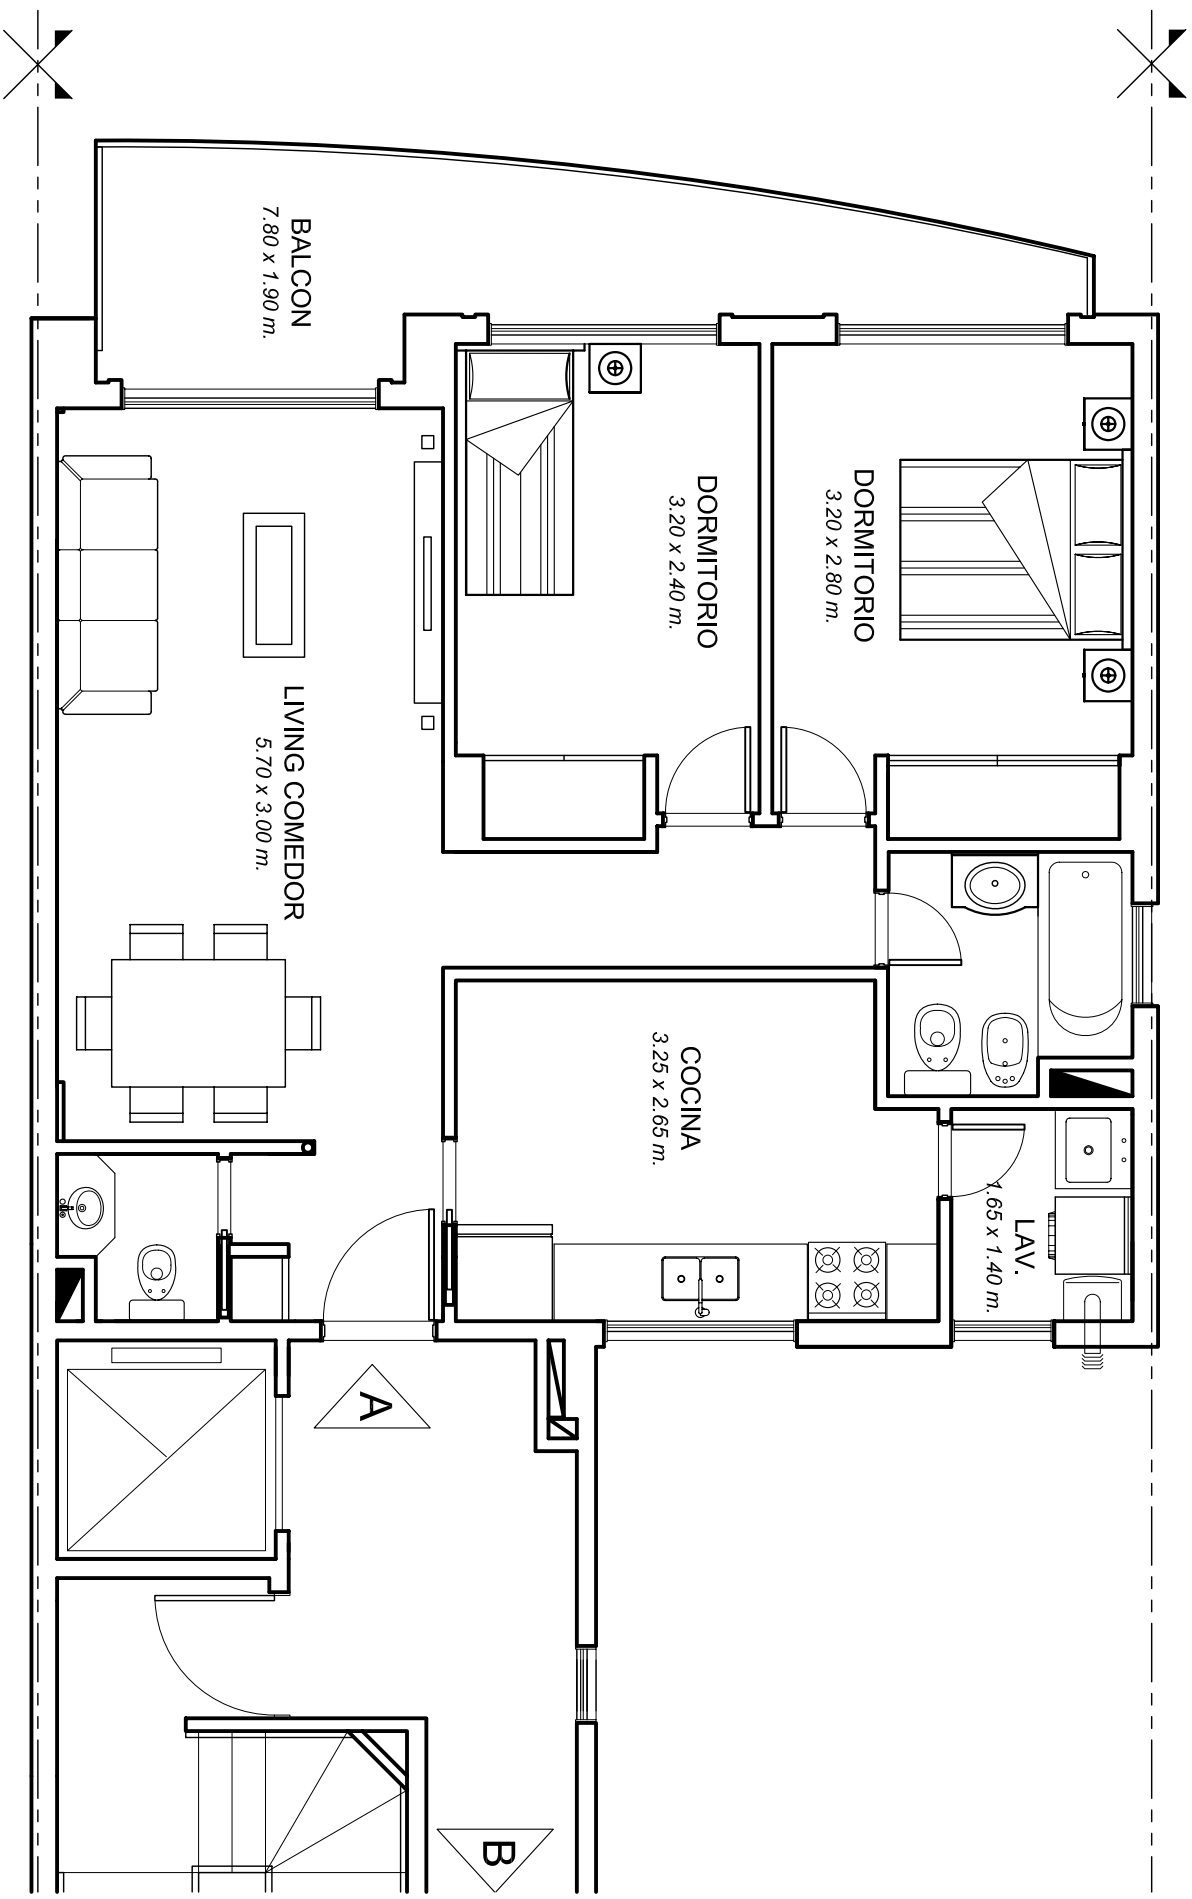 BALCON
7.80 x 1.90 m.
DORMITORIO
3.20 x 2.40 m.
DORMITORIO
3.20 x 2.80 m.
LIVING COMEDOR
5.70 x 3.00 m.
COCINA
3.25 x 2.65 m.
LAV.
1.65 x 1.40 m.
A
B